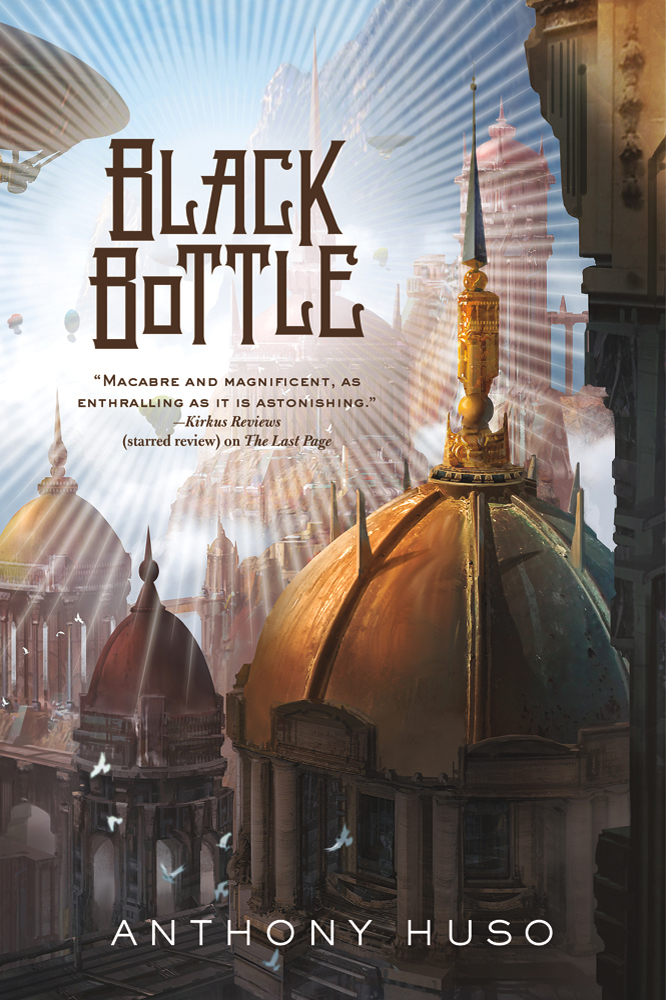 BLACK
BOTTLE
“MACABRE AND MAGNIFICENT, AS
ENTHRALLING AS IT IS ASTONISHING.”
—Kirkus Reviews
(starred review) on The Last Page
ANTHONY HUSO